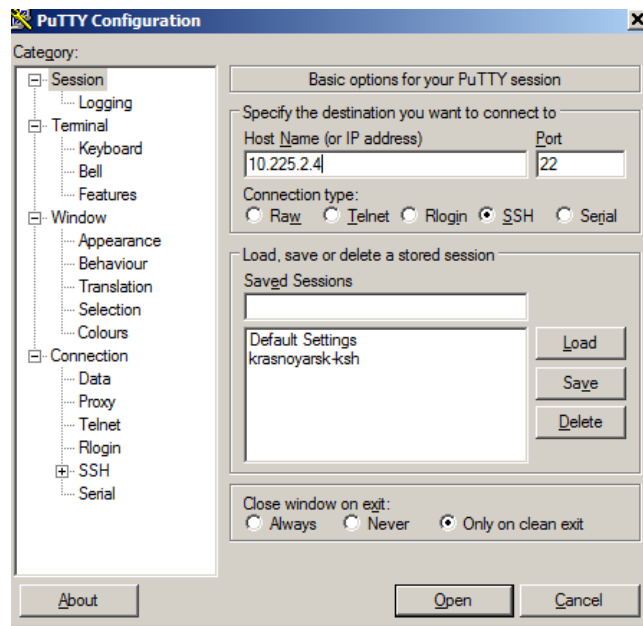 PuTTY Configuration
Category:
Session
Logging
Terminal
Keyboard
Bell
Features
Window
Appearance
Behaviour
Translation
Selection
Colours
Connection
Data
Proxy
Telnet
Rlogin
SSH
Serial
Basic options for your PuTTY session
Specify the destination you want to connect to
Host Name (or IP address) Port
10.225.2.4 22
Connection type:
Raw Telnet Rlogin SSH Serial
Load, save or delete a stored session
Saved Sessions
Default Settings
krasnoyarsk-ksh
Load
Save
Delete
Close window on exit:
Always Never Only on clean exit
About Open Cancel